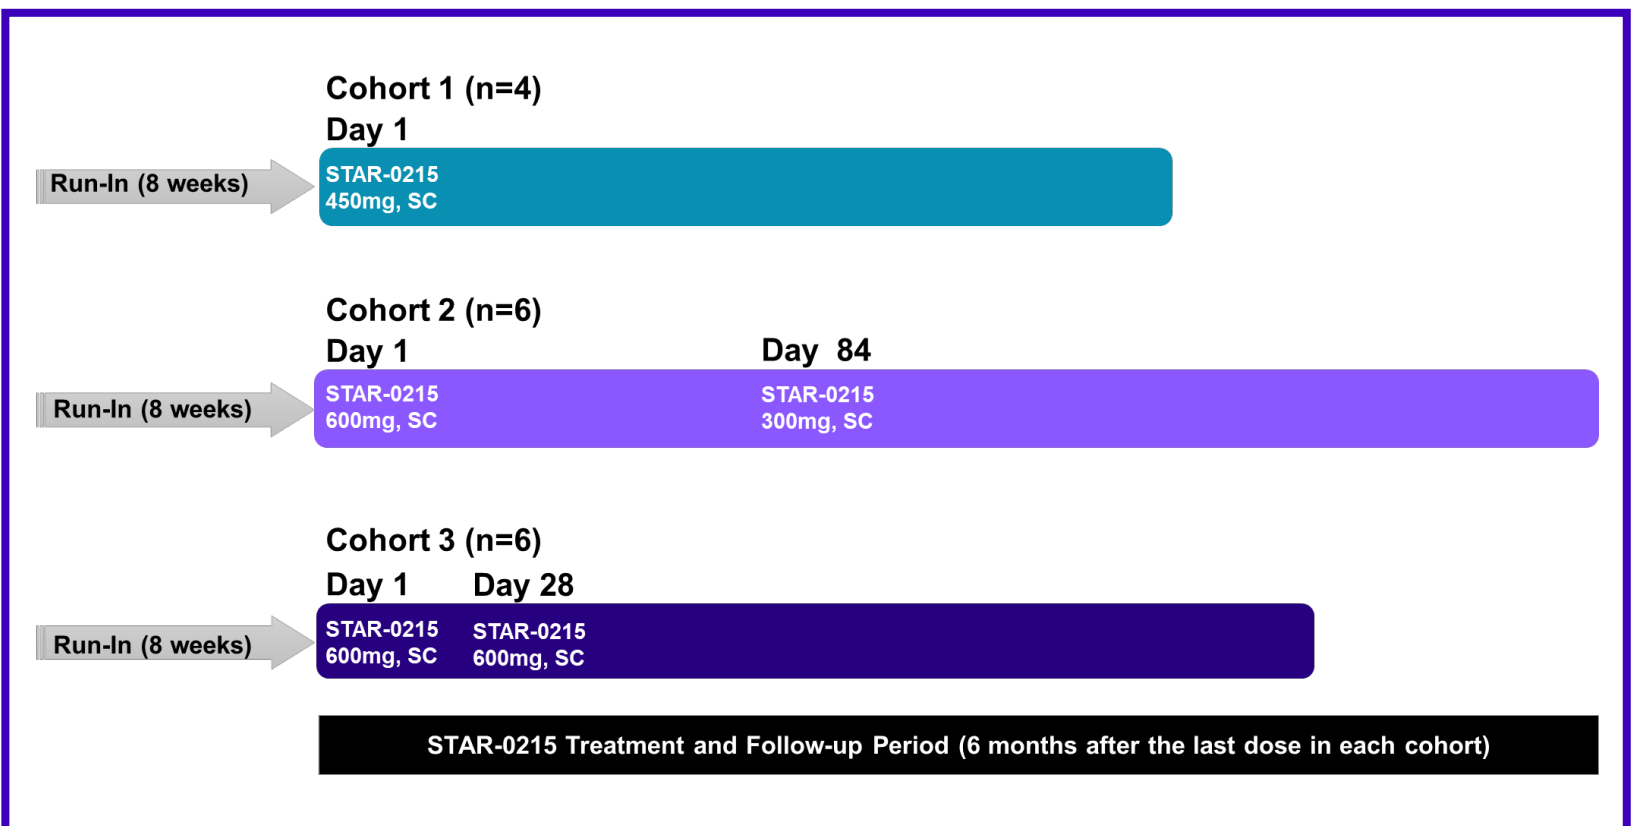 Cohort 1 (n=4)
Day 1
Run-In (8 weeks)
STAR-0215
450mg, SC
Cohort 2 (n=6)
Day 1
Day 84
Run-In (8 weeks)
STAR-0215
600mg, SC
STAR-0215
300mg, SC
Cohort 3 (n=6)
Day 1
Day 28
Run-In (8 weeks)
STAR-0215
600mg, SC
STAR-0215
600mg, SC
STAR-0215 Treatment and Follow-up Period (6 months after the last dose in each cohort)